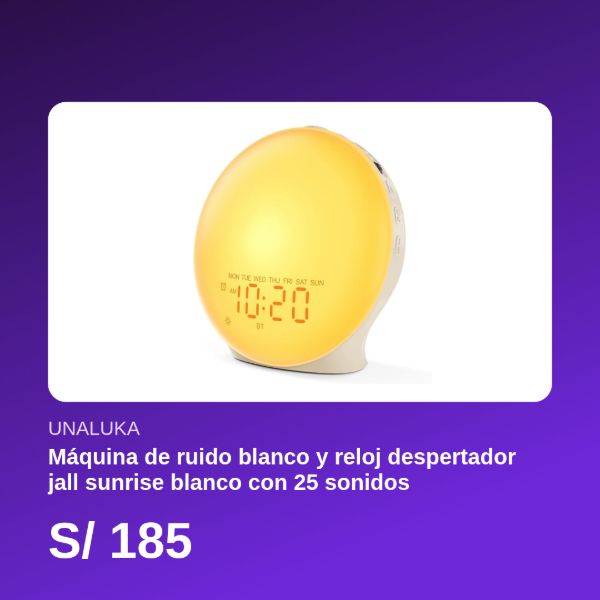 MON TUE WED THU FRI SAT SUN
AM 10:20
BT
UNALUKA
Máquina de ruido blanco y reloj despertador
jall sunrise blanco con 25 sonidos
S/ 185